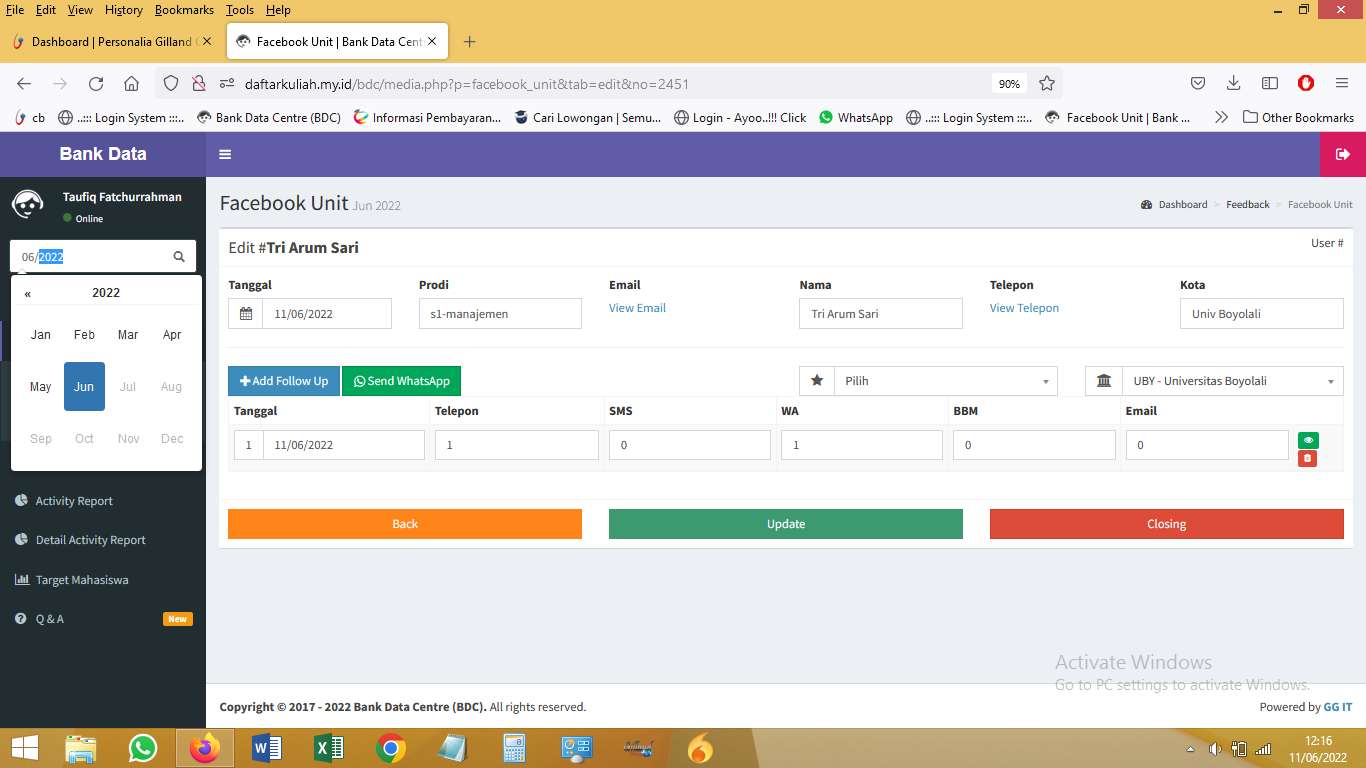 File Edit View History Bookmarks Tools Help
Dashboard | Personalia Gilland
Facebook Unit | Bank Data Cent
daftarkuliah.my.id/bdc/media.php?p=facebook_unit&tab=edit&no=2451
90%
cb
..::: Login System :::..
Bank Data Centre (BDC)
Informasi Pembayaran...
Cari Lowongan | Semu...
Login - Ayoo..!!! Click
WhatsApp
..::: Login System :::..
Facebook Unit | Bank ...
Other Bookmarks
Bank Data
Taufiq Fatchurrahman
Online
06/2022
« 2022
Jan Feb Mar Apr
May Jun Jul Aug
Sep Oct Nov Dec
Activity Report
Detail Activity Report
Target Mahasiswa
Q & A New
Facebook Unit Jun 2022
Dashboard > Feedback > Facebook Unit
Edit #Tri Arum Sari
User #
Tanggal Prodi Email Nama Telepon Kota
11/06/2022 s1-manajemen View Email Tri Arum Sari View Telepon Univ Boyolali
Add Follow Up Send WhatsApp Pilih UBY - Universitas Boyolali
Tanggal Telepon SMS WA BBM Email
1 11/06/2022 1 0 1 0 0
Back Update Closing
Activate Windows
Go to PC settings to activate Windows.
Copyright © 2017 - 2022 Bank Data Centre (BDC). All rights reserved.
Powered by GG IT
12:16
11/06/2022